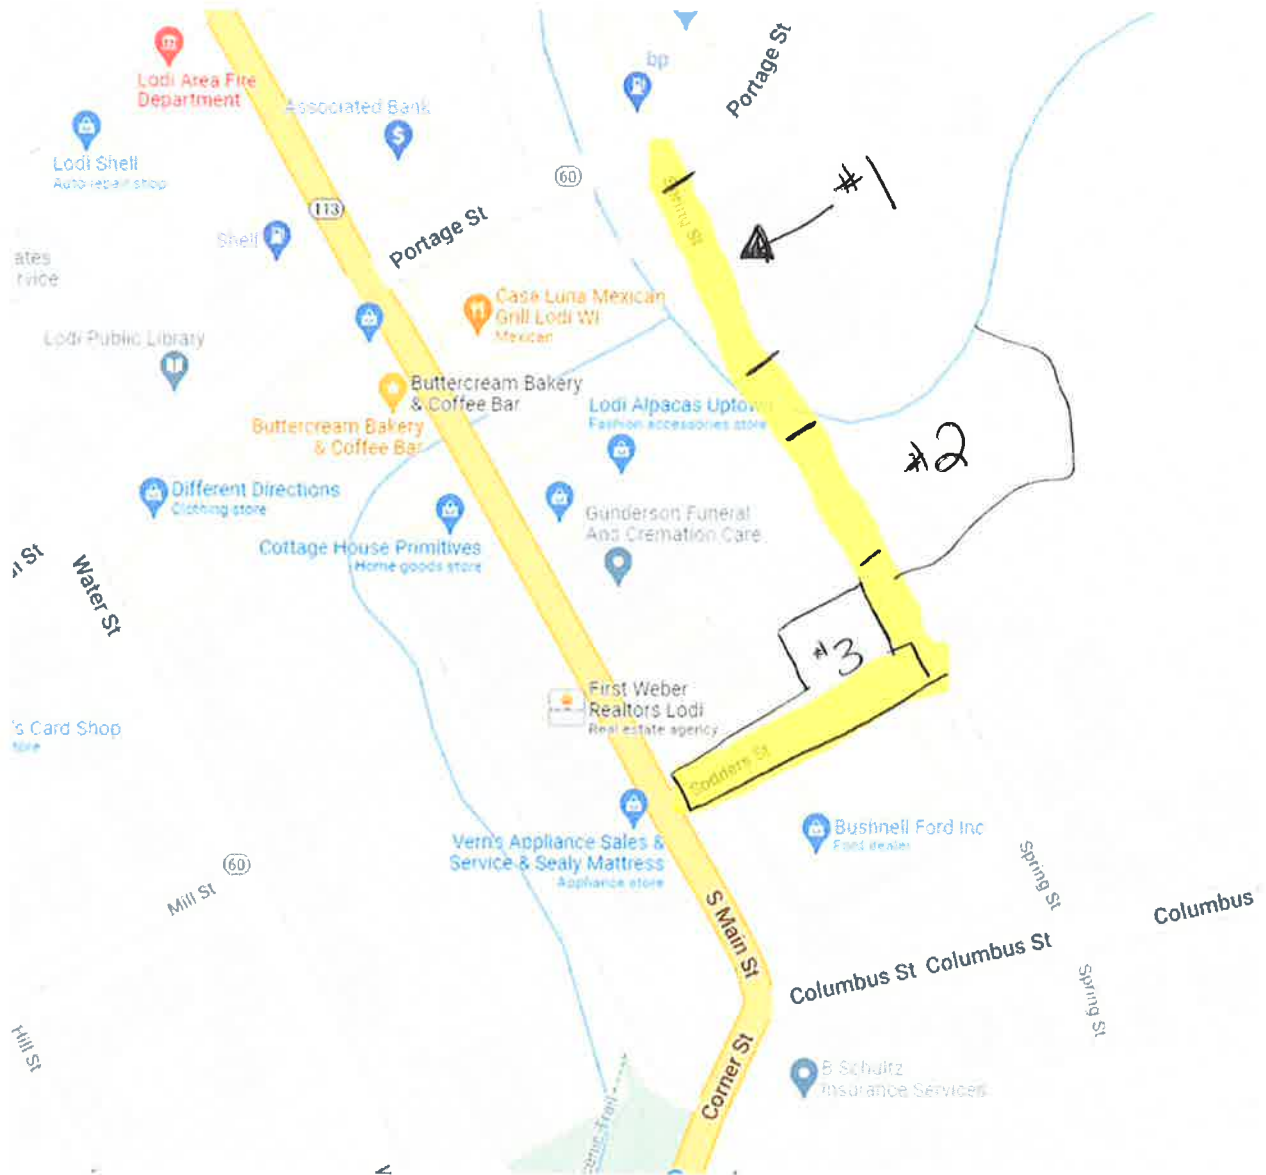 bp
Portage St
Lodi Area Fire
Department
Associated Bank
Lodi Shell
Auto repair shop
60
#1
113
Spring St
Portage St
Shell
ates
rvice
Casa Luna Mexican
Grill Lodi WI
Mexican
Lodi Public Library
Buttercream Bakery
& Coffee Bar
Lodi Alpacas Uptown
Fashion accessories store
Buttercream Bakery
& Coffee Bar
#2
Different Directions
Clothing store
Gunderson Funeral
And Cremation Care
Cottage House Primitives
Home goods store
St
Water St
#3
First Weber
Realtors Lodi
Real estate agency
's Card Shop
tore
Sodders St
Vern's Appliance Sales &
Service & Sealy Mattress
Appliance store
Bushnell Ford Inc
Ford dealer
60
Mill St
Spring St
S Main St
Columbus
Columbus St Columbus St
Spring St
Hill St
Corner St
B Schultz
Insurance Services
Trail